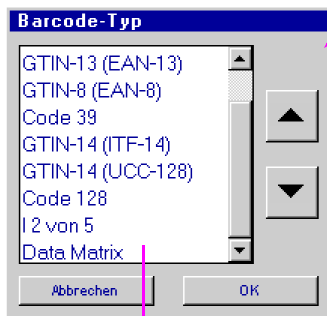 Barcode-Typ
GTIN-13 (EAN-13)
GTIN-8 (EAN-8)
Code 39
GTIN-14 (ITF-14)
GTIN-14 (UCC-128)
Code 128
I 2 von 5
Data Matrix
Abbrechen
OK